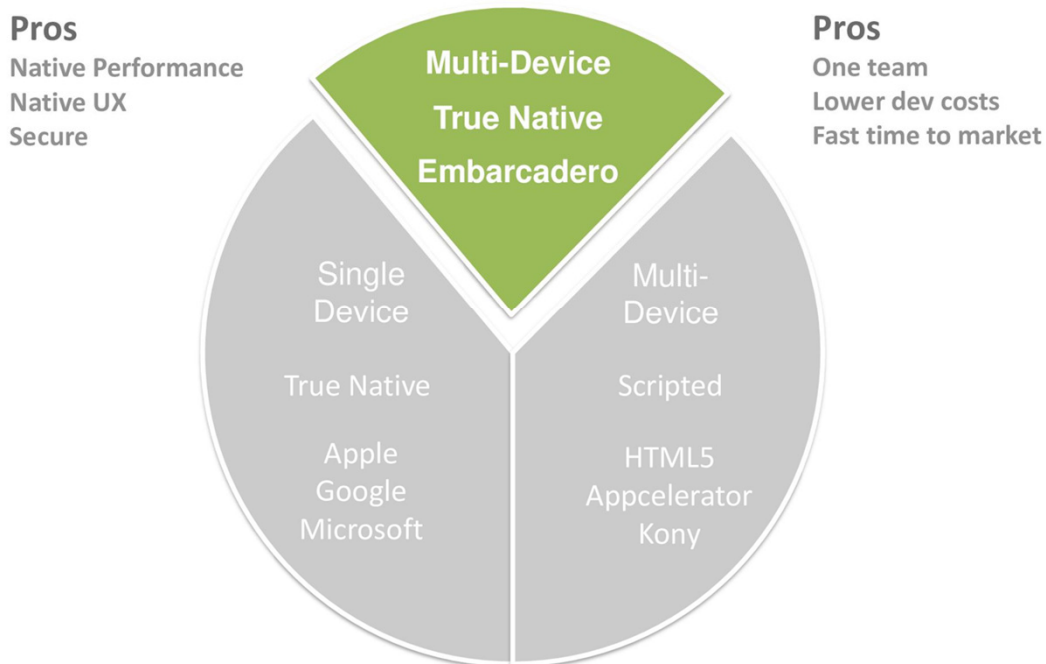 Pros
Native Performance
Native UX
Secure
Multi-Device
True Native
Embarcadero
Pros
One team
Lower dev costs
Fast time to market
Single
Device
True Native
Apple
Google
Microsoft
Multi-
Device
Scripted
HTML5
Appcelerator
Kony